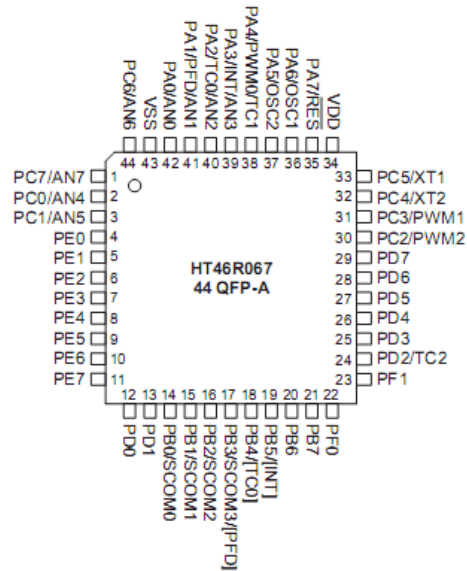 PC6/AN6
VSS
PA0/AN0
PA1/PFD/AN1
PA2/TC0/AN2
PA3/INT/AN3
PA4/PWM0/TC1
PA5/OSC2
PA6/OSC1
PA7/RES
VDD
44 43 42 41 40 39 38 37 36 35 34
PC7/AN7 1
PC0/AN4 2
PC1/AN5 3
PE0 4
PE1 5
PE2 6
PE3 7
PE4 8
PE5 9
PE6 10
PE7 11
HT46R067
44 QFP-A
33 PC5/XT1
32 PC4/XT2
31 PC3/PWM1
30 PC2/PWM2
29 PD7
28 PD6
27 PD5
26 PD4
25 PD3
24 PD2/TC2
23 PF1
12 13 14 15 16 17 18 19 20 21 22
PD0
PD1
PB0/SCOM0
PB1/SCOM1
PB2/SCOM2
PB3/SCOM3/[PFD]
PB4/[TC0]
PB5/[INT]
PB6
PB7
PF0